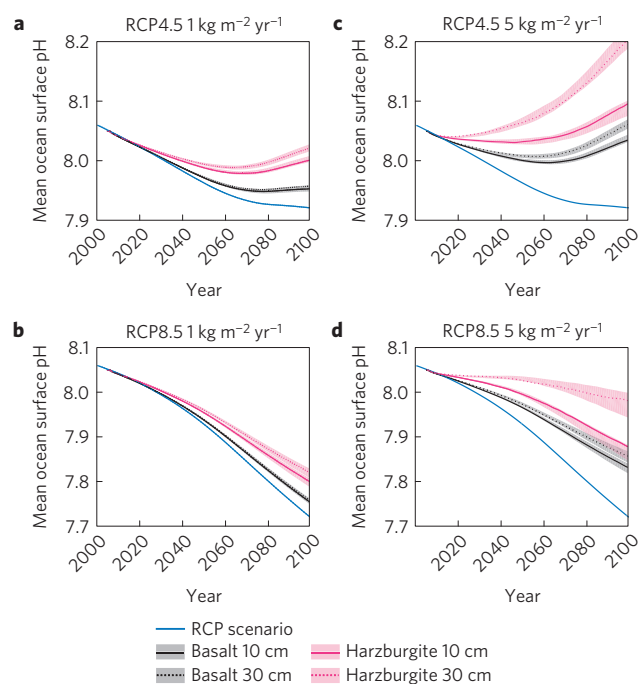 a RCP4.5 1 kg m⁻² yr⁻¹
Mean ocean surface pH
8.2
8.1
8.0
7.9
2000 2020 2040 2060 2080 2100
Year
c RCP4.5 5 kg m⁻² yr⁻¹
Mean ocean surface pH
8.2
8.1
8.0
7.9
2020 2040 2060 2080 2100
Year
b RCP8.5 1 kg m⁻² yr⁻¹
Mean ocean surface pH
8.1
8.0
7.9
7.8
7.7
2000 2020 2040 2060 2080 2100
Year
d RCP8.5 5 kg m⁻² yr⁻¹
Mean ocean surface pH
8.1
8.0
7.9
7.8
7.7
2020 2040 2060 2080 2100
Year
RCP scenario
Basalt 10 cm Harzburgite 10 cm
Basalt 30 cm Harzburgite 30 cm